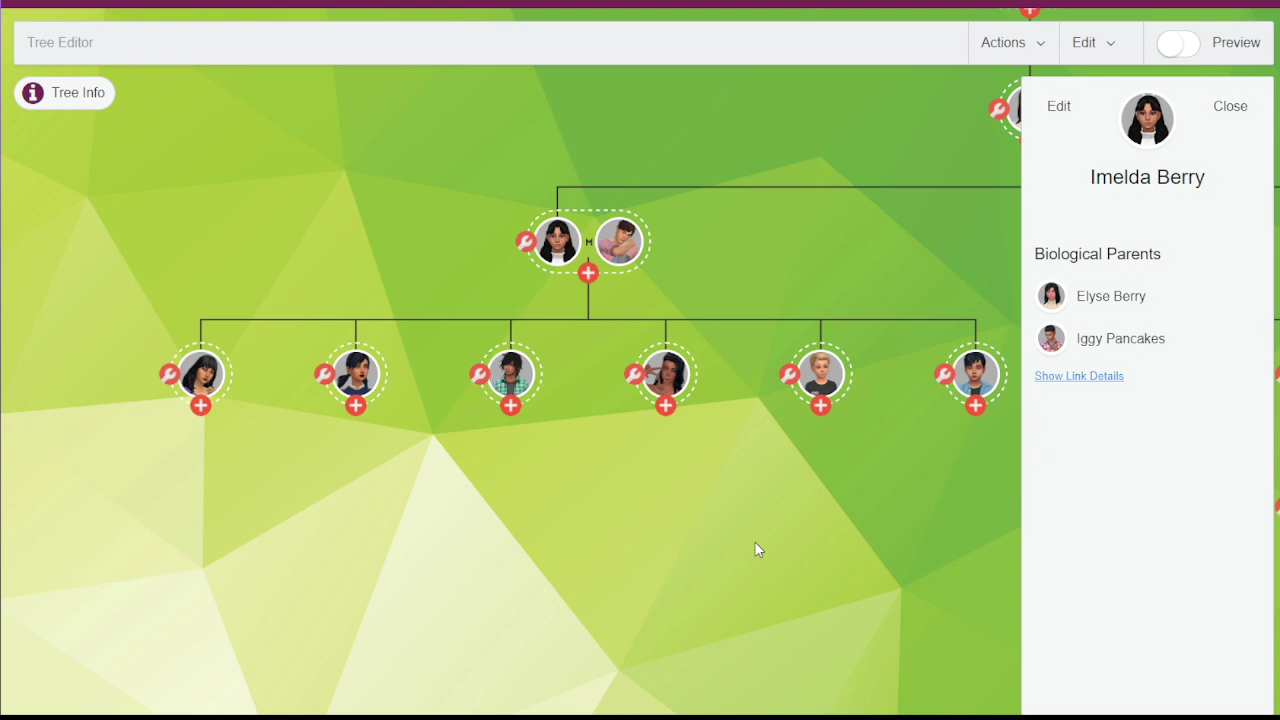 Tree Editor
Actions
Edit
Preview
Tree Info
Edit
Close
Imelda Berry
Biological Parents
Elyse Berry
Iggy Pancakes
Show Link Details
M